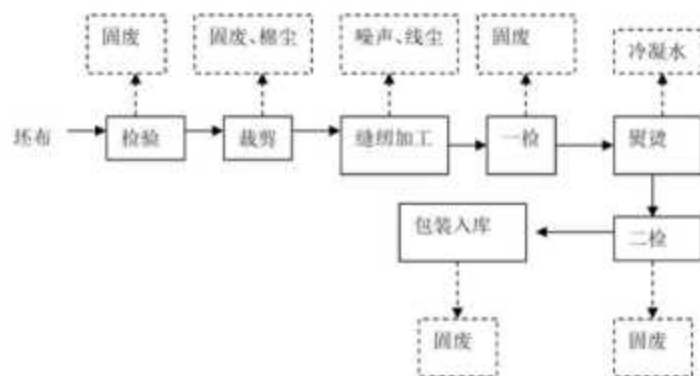 固废
固废、棉尘
噪声、线尘
固废
冷凝水
坯布
检验
裁剪
缝纫加工
一检
熨烫
包装入库
二检
固废
固废